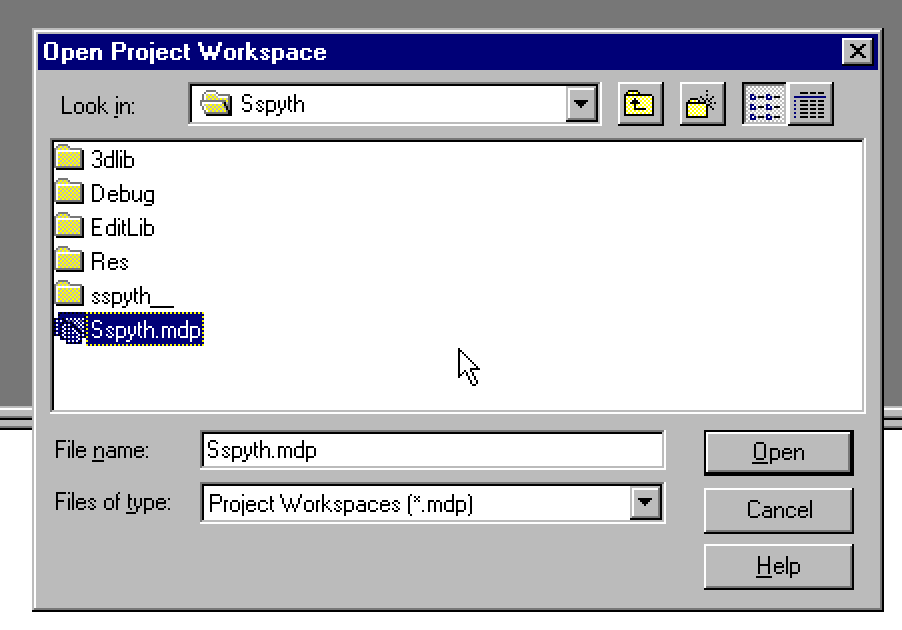 Open Project Workspace
Look in:
Sspyth
3dlib
Debug
EditLib
Res
sspyth__
Sspyth.mdp
File name:
Sspyth.mdp
Open
Files of type:
Project Workspaces (*.mdp)
Cancel
Help